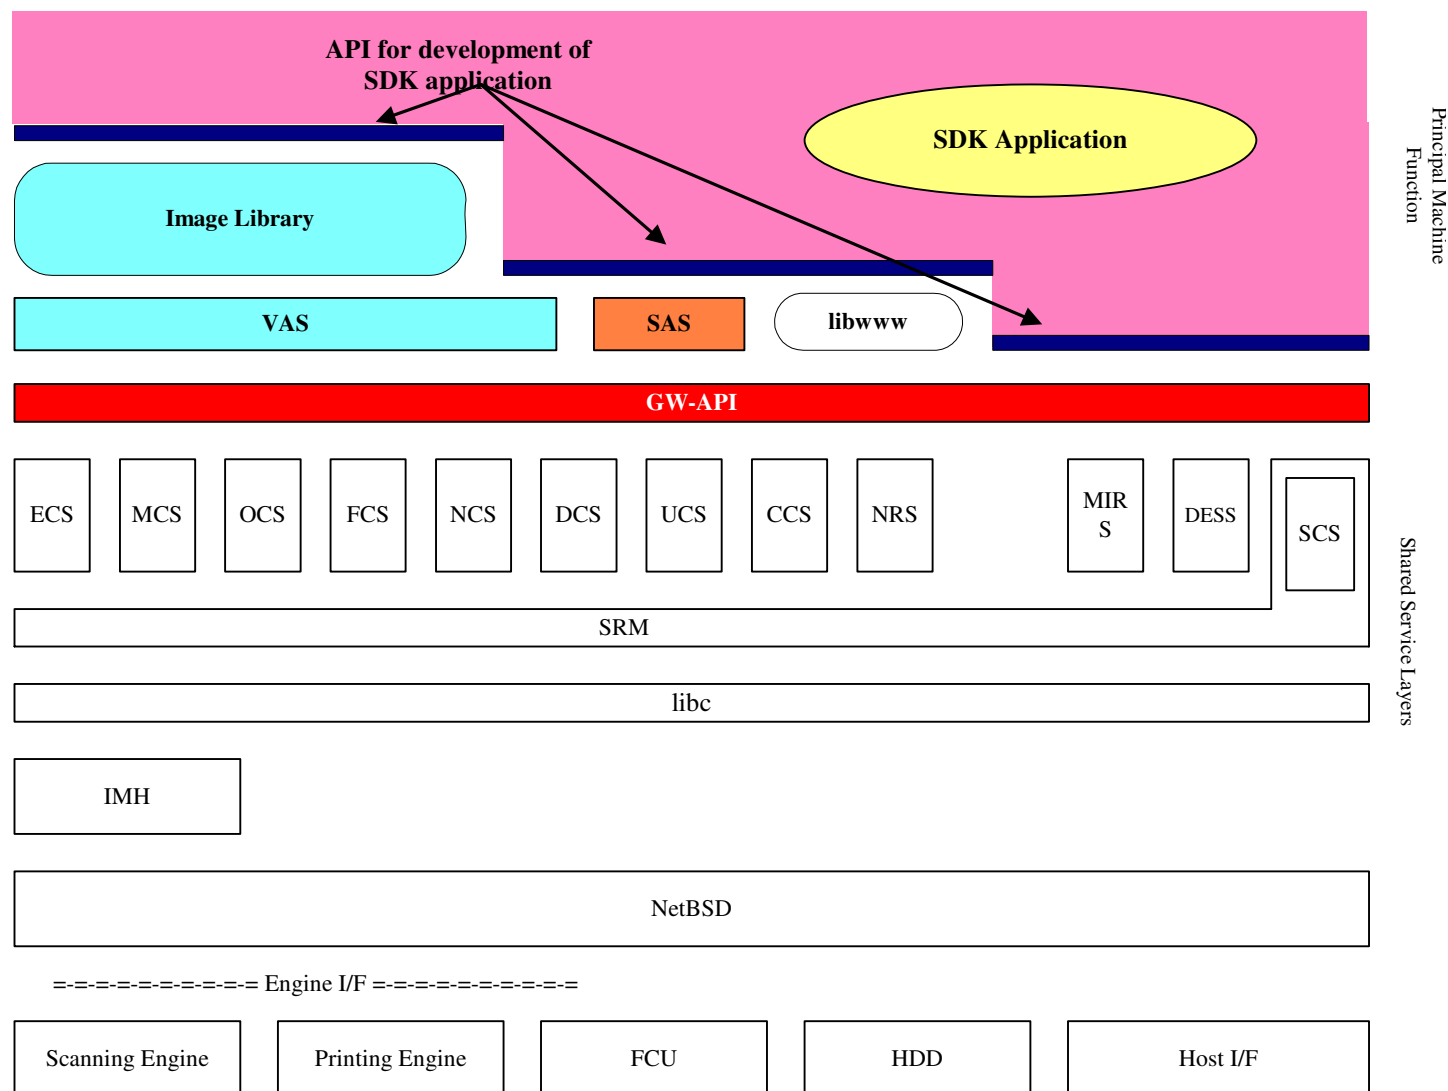 API for development of
SDK application
SDK Application
Principal Machine
Function
Image Library
VAS
SAS
libwww
GW-API
ECS
MCS
OCS
FCS
NCS
DCS
UCS
CCS
NRS
MIR
S
DESS
SCS
Shared Service Layers
SRM
libc
IMH
NetBSD
=-=-=-=-=-=-=-=-=-= Engine I/F =-=-=-=-=-=-=-=-=-=
Scanning Engine
Printing Engine
FCU
HDD
Host I/F